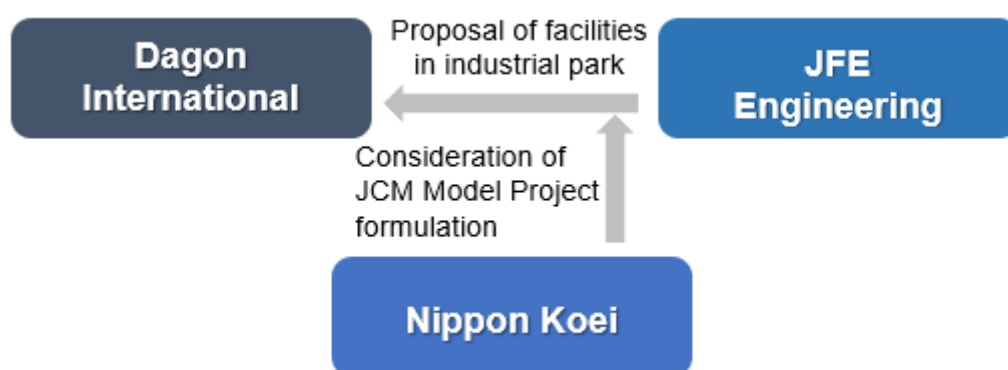 Dagon
International
Proposal of facilities
in industrial park
JFE
Engineering
Consideration of
JCM Model Project
formulation
Nippon Koei